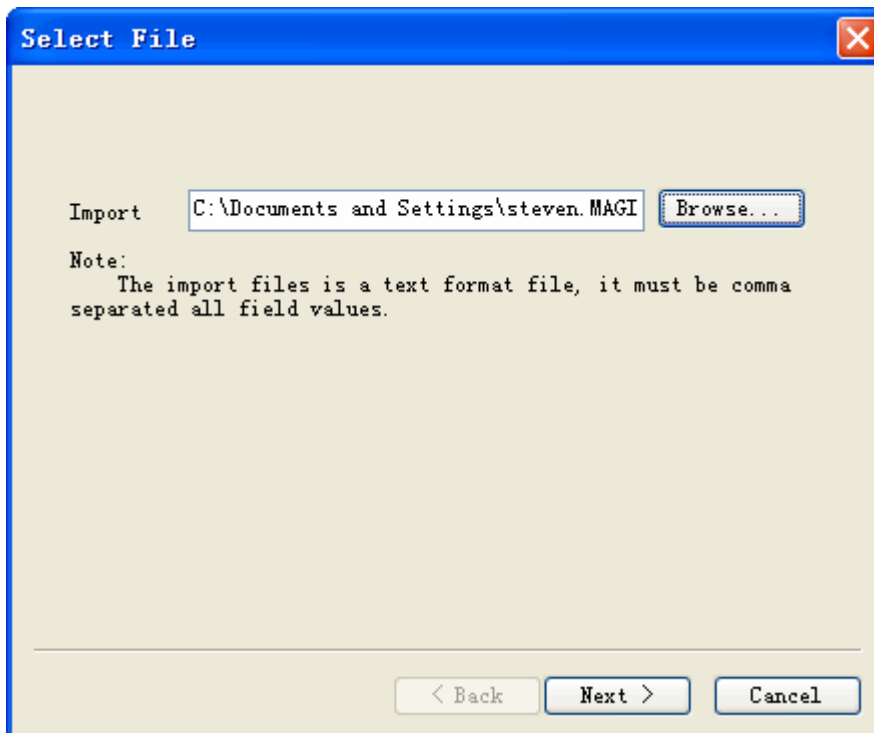 Select File
Import C:\Documents and Settings\steven.MAGI Browse...
Note:
The import files is a text format file, it must be comma
separated all field values.
< Back Next > Cancel